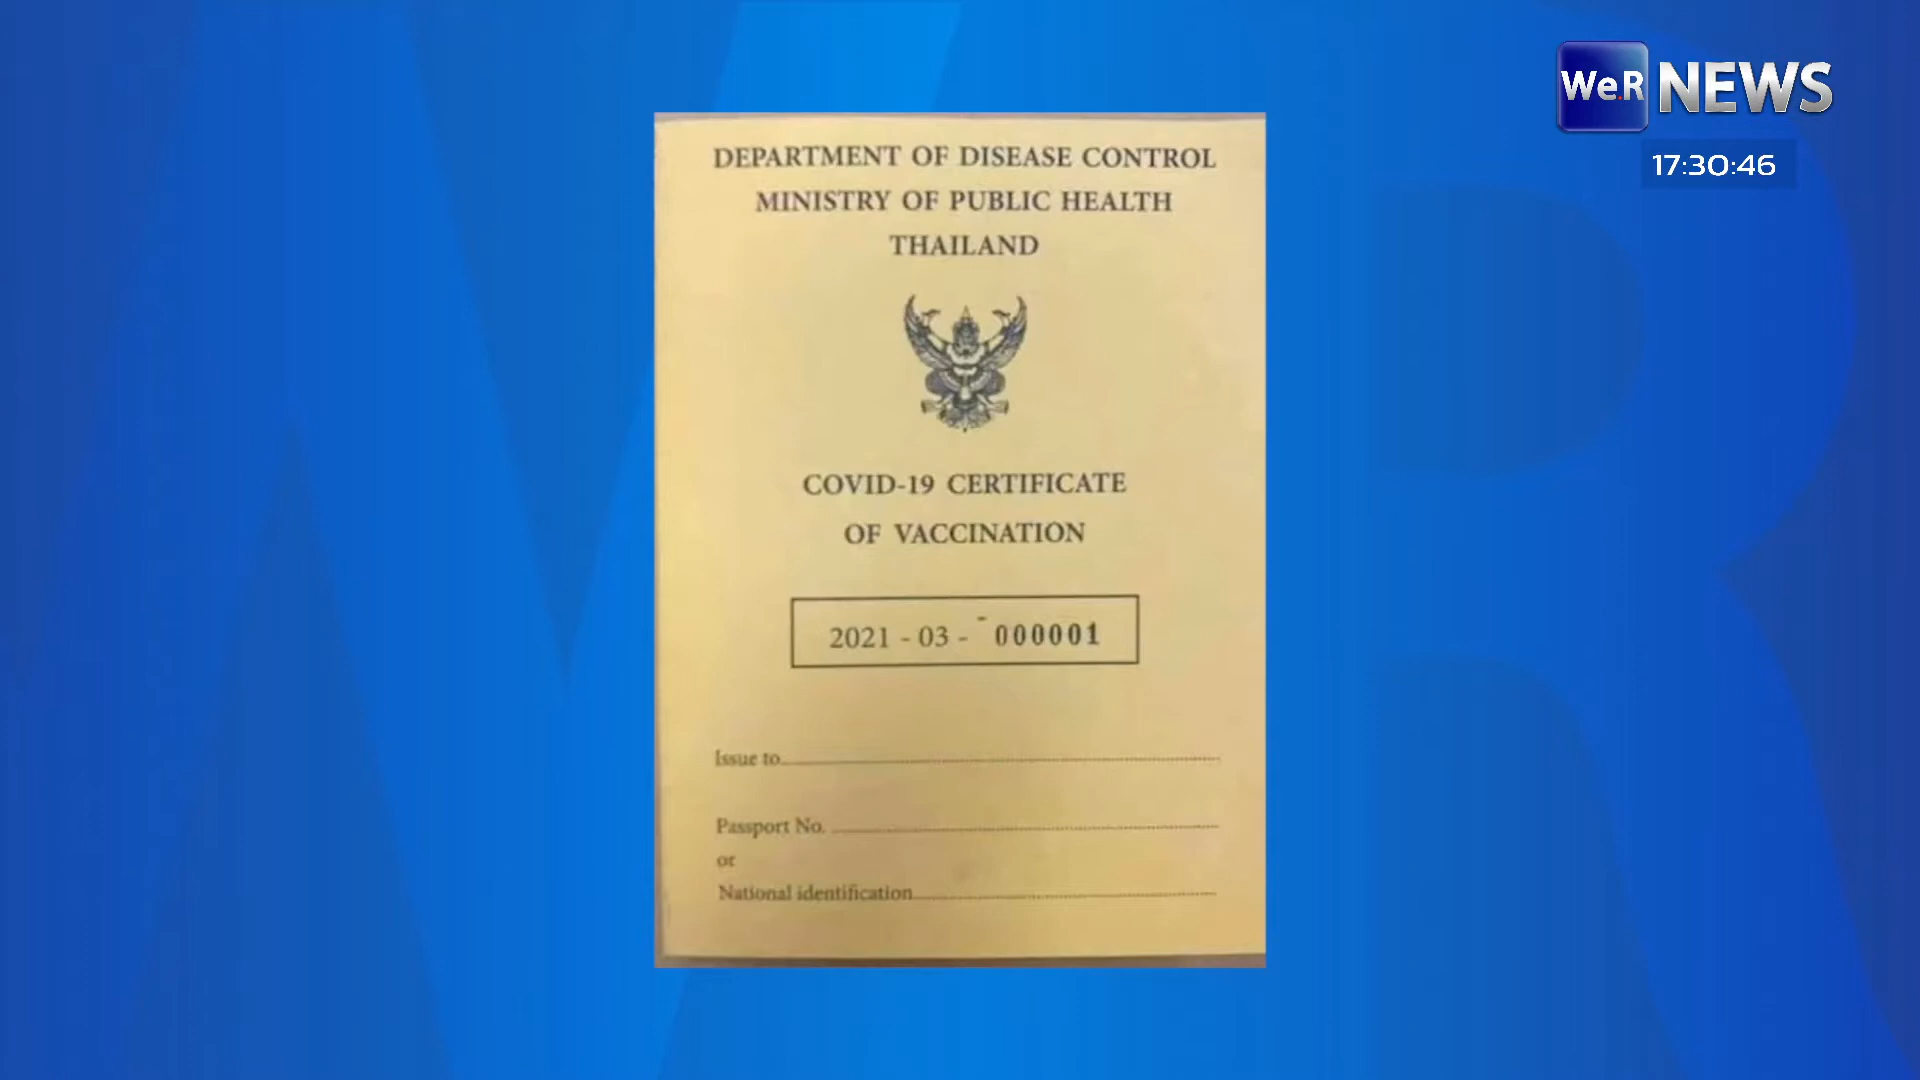 We.R NEWS
17:30:46
DEPARTMENT OF DISEASE CONTROL
MINISTRY OF PUBLIC HEALTH
THAILAND
COVID-19 CERTIFICATE
OF VACCINATION
2021 - 03 - 000001
Issue to
Passport No.
or
National identification